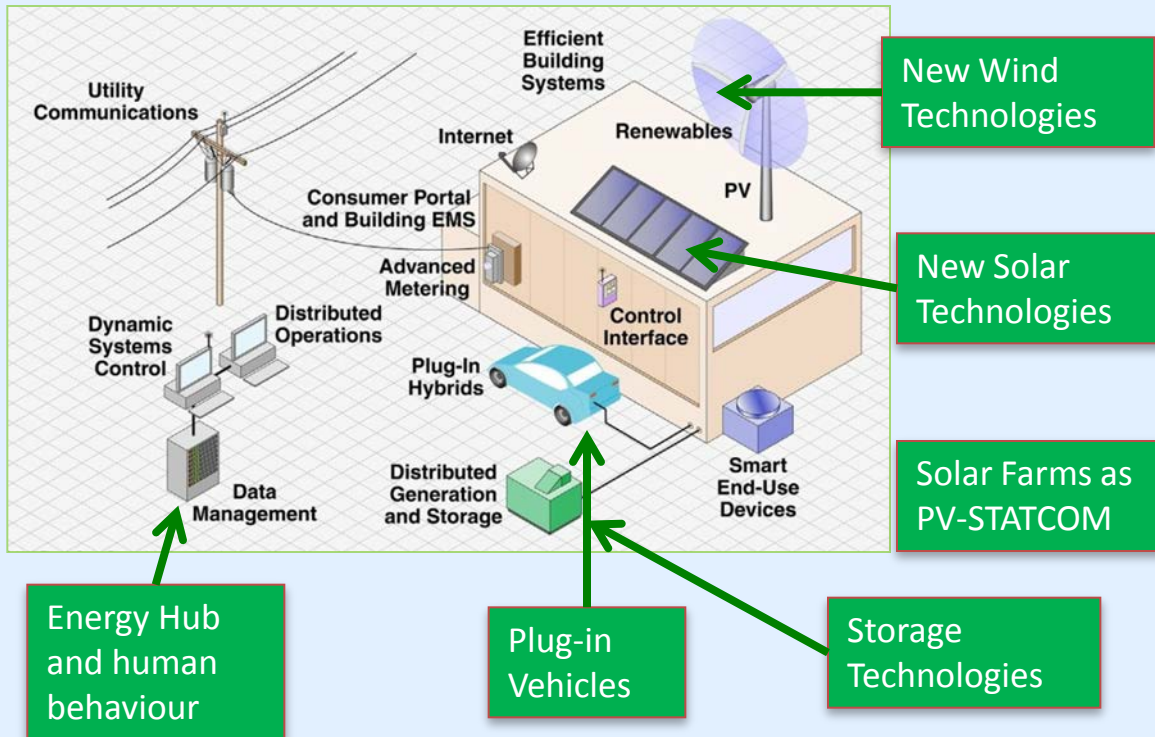 Efficient
Building
Systems
Utility
Communications
Internet
Renewables
New Wind
Technologies
PV
Consumer Portal
and Building EMS
Advanced
Metering
New Solar
Technologies
Control
Interface
Distributed
Operations
Dynamic
Systems
Control
Plug-In
Hybrids
Distributed
Generation
and Storage
Smart
End-Use
Devices
Data
Management
Solar Farms as
PV-STATCOM
Energy Hub
and human
behaviour
Plug-in
Vehicles
Storage
Technologies